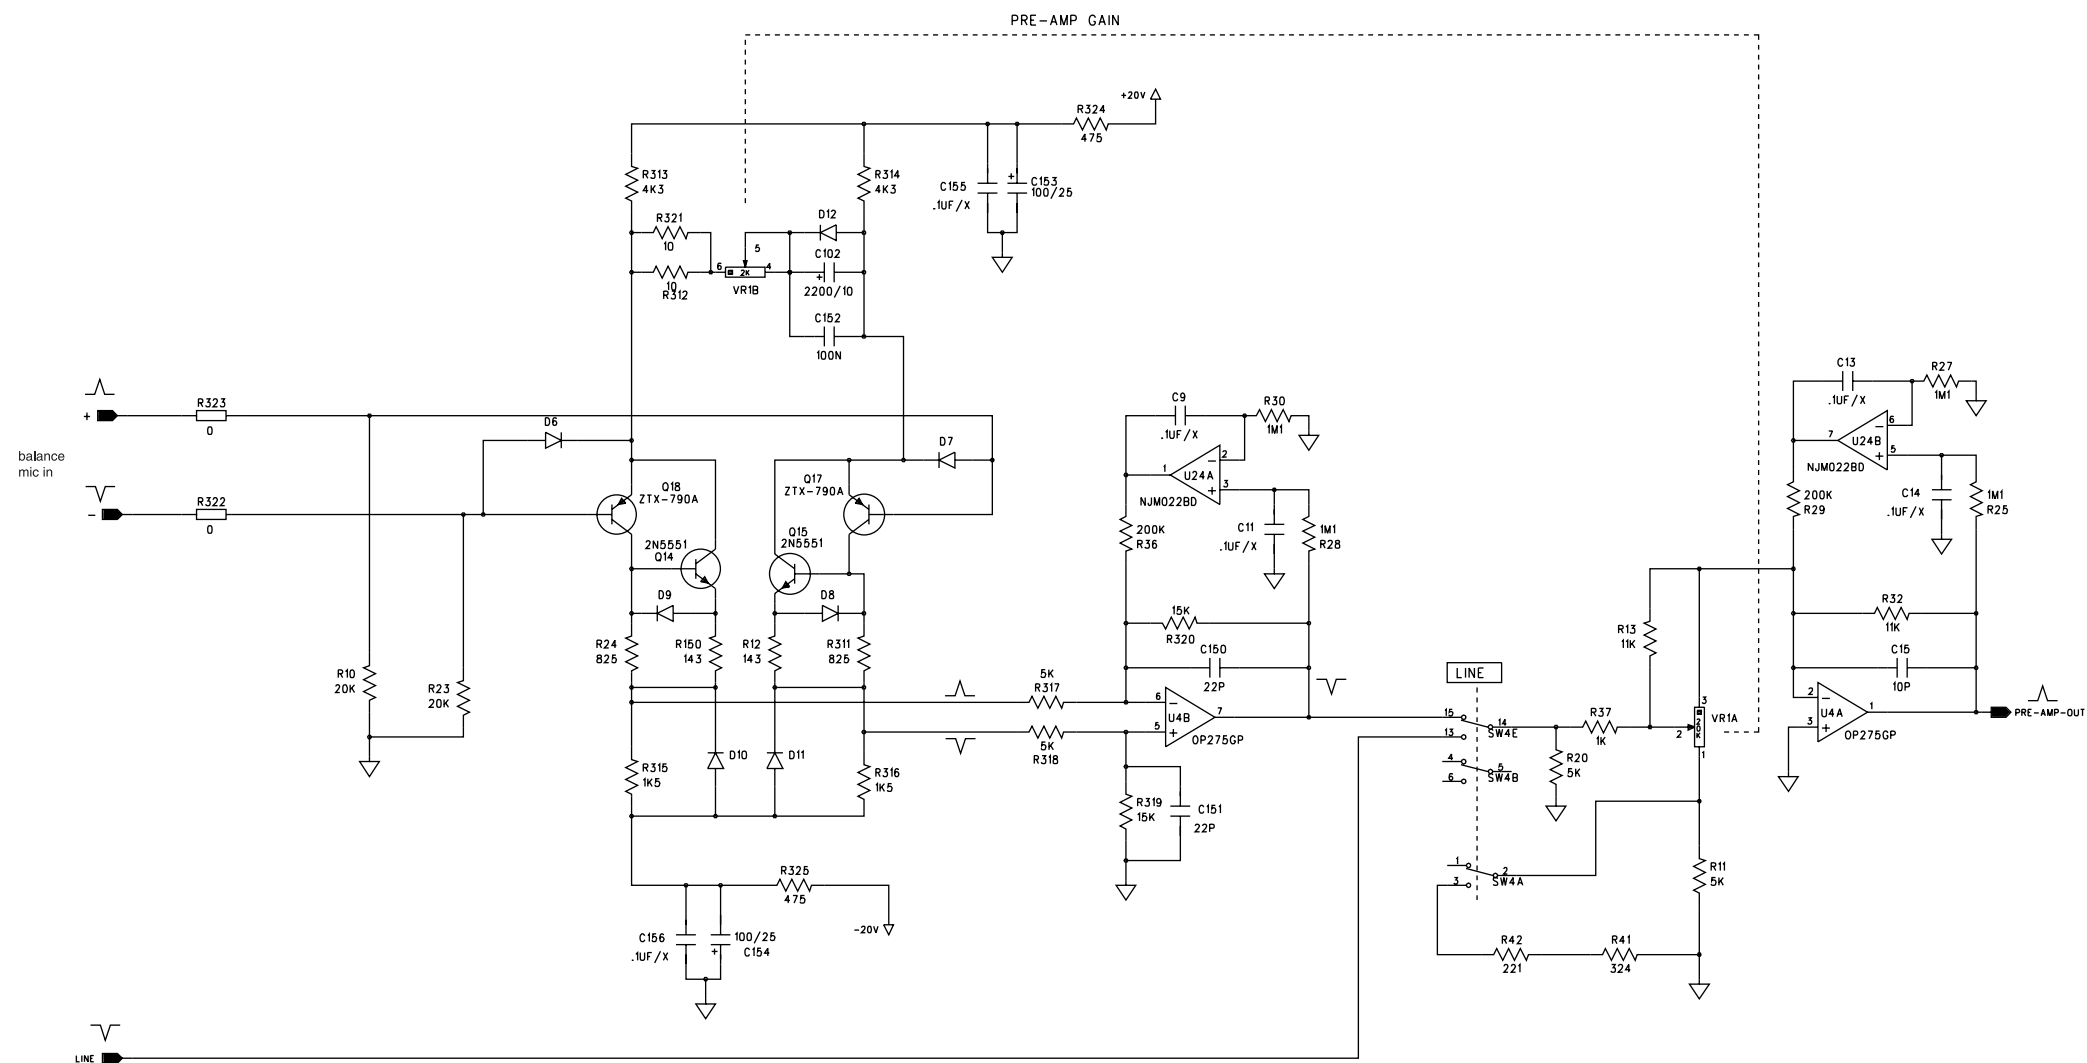 PRE-AMP GAIN
+20V
R324
475
R313
4K3
R314
4K3
C155
.1UF/X
+
C153
100/25
R321
10
D12
5
C102
+
2200/10
6
2K
4
VR1B
10
R312
C152
100N
+
R323
0
balance
mic in
-
R322
0
D6
D7
Q18
ZTX-790A
Q17
ZTX-790A
2N5551
Q14
Q15
2N5551
D9
D8
R24
825
R150
143
R12
143
R311
825
R10
20K
R23
20K
R315
1K5
D10
D11
R316
1K5
R325
475
-20V
C156
.1UF/X
100/25
+
C154
C9
.1UF/X
R30
1M1
1
U24A
2
-
3
+
NJM022BD
200K
R36
C11
.1UF/X
1M1
R28
15K
R320
C150
22P
5K
R317
6
-
U4B
7
5
+
OP275GP
5K
R318
R319
15K
C151
22P
LINE
15
14
SW4E
13
4
5
SW4B
6
1
2
SW4A
3
R37
1K
R20
5K
R13
11K
3
20K
VR1A
2
1
R11
5K
R42
221
R41
324
C13
.1UF/X
R27
1M1
7
U24B
6
-
5
+
NJM022BD
200K
R29
C14
.1UF/X
1M1
R25
R32
11K
C15
10P
2
-
U4A
1
3
+
OP275GP
PRE-AMP-OUT
LINE